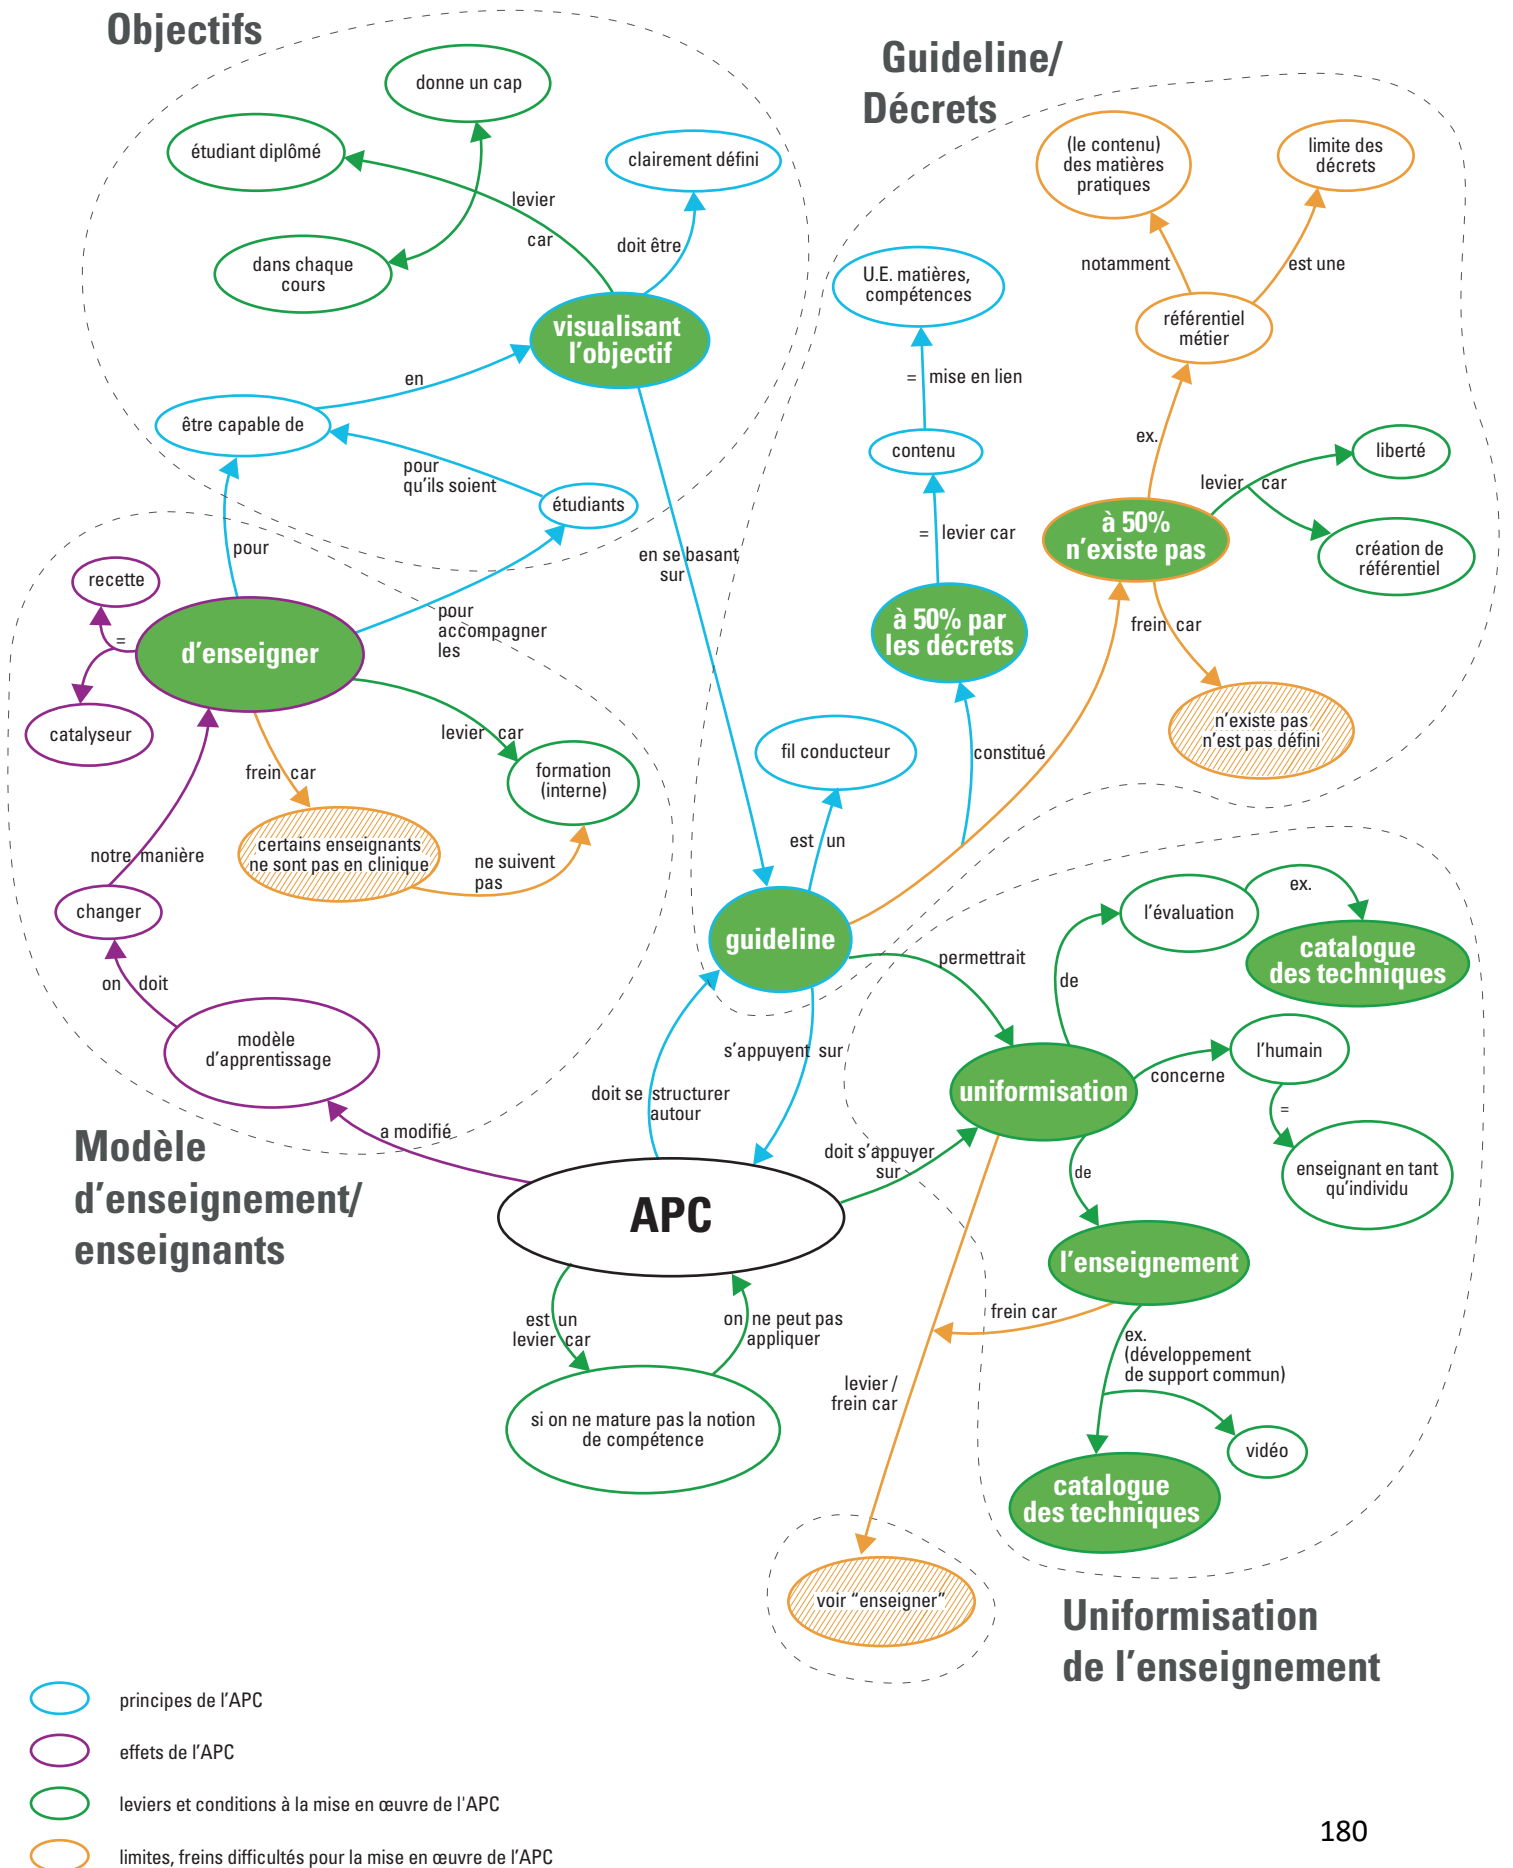 Objectifs
donne un cap
étudiant diplômé
clairement défini
levier
car
doit être
dans chaque
cours
visualisant
l'objectif
en
être capable de
pour
qu'ils soient
étudiants
pour
en se basant
sur
Guideline/
Décrets
(le contenu)
des matières
pratiques
limite des
décrets
notamment
est une
U.E. matières,
compétences
référentiel
métier
= mise en lien
contenu
ex.
liberté
levier car
à 50%
n'existe pas
création de
référentiel
= levier car
à 50% par
les décrets
frein car
n'existe pas
n'est pas défini
constitué
fil conducteur
est un
guideline
recette
=
d'enseigner
pour
accompagner
les
catalyseur
levier car
formation
(interne)
frein car
certains enseignants
ne sont pas en clinique
ne suivent
pas
notre manière
changer
on doit
modèle
d'apprentissage
a modifié
Modèle
d'enseignement/
enseignants
s'appuyent sur
doit se structurer
autour
APC
est un
levier car
on ne peut pas
appliquer
si on ne mature pas la notion
de compétence
permettrait
doit s'appuyer
sur
uniformisation
de
l'évaluation
ex.
catalogue
des techniques
concerne
l'humain
=
enseignant en tant
qu'individu
de
l'enseignement
frein car
ex.
(développement
de support commun)
vidéo
catalogue
des techniques
levier /
frein car
voir "enseigner"
Uniformisation
de l'enseignement
principes de l'APC
effets de l'APC
leviers et conditions à la mise en œuvre de l'APC
limites, freins difficultés pour la mise en œuvre de l'APC
180